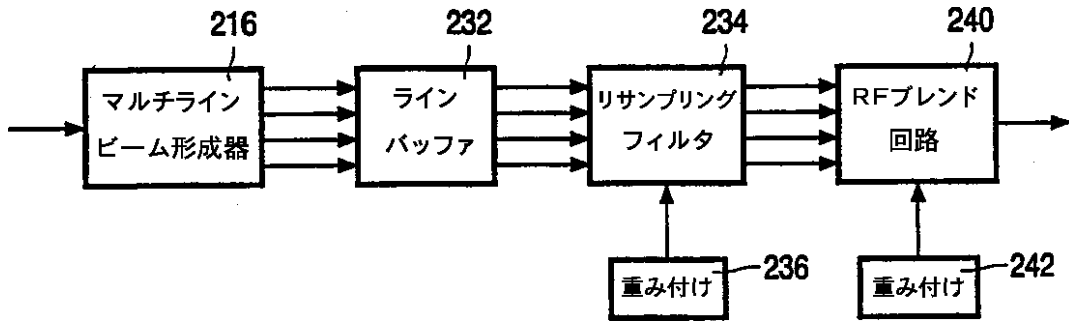 216
232
234
240
マルチライン
ビーム形成器
ライン
バッファ
リサンプリング
フィルタ
RFブレンド
回路
重み付け
236
重み付け
242